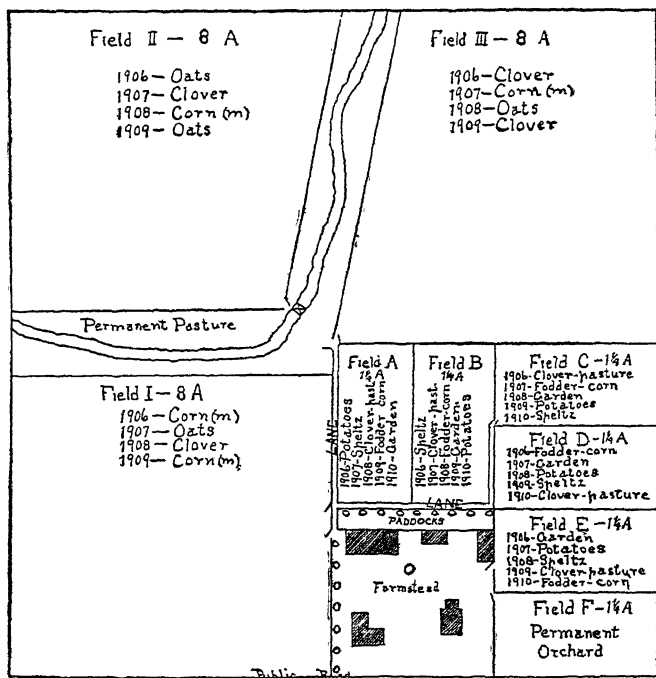 Field II — 8 A
1906 — Oats
1907 — Clover
1908 — Corn (m)
1909 — Oats
Field III — 8 A
1906 — Clover
1907 — Corn (m)
1908 — Oats
1909 — Clover
Permanent Pasture
Field I - 8 A
1906 — Corn (m)
1907 — Oats
1908 — Clover
1909 — Corn (m)
LANE
Field A
1¼ A
1906-Potatoes
1907-Speltz
1908-Clover-past.
1909-Fodder corn
1910-Garden
Field B
1¼ A
1906-Speltz
1907-Clover-past.
1908-Fodder-corn
1909-Garden
1910-Potatoes
Field C - 1¼ A
1906-Clover-pasture
1907-Fodder-corn
1908-Garden
1909-Potatoes
1910-Speltz
Field D - 1¼ A
1906-Fodder-corn
1907-Garden
1908-Potatoes
1909-Speltz
1910-Clover-pasture
LANE
PADDOCKS
Field E - 1¼ A
1906-Garden
1907-Potatoes
1908-Speltz
1909-Clover-pasture
1910-Fodder-corn
Farmstead
Field F - 1¼ A
Permanent
Orchard